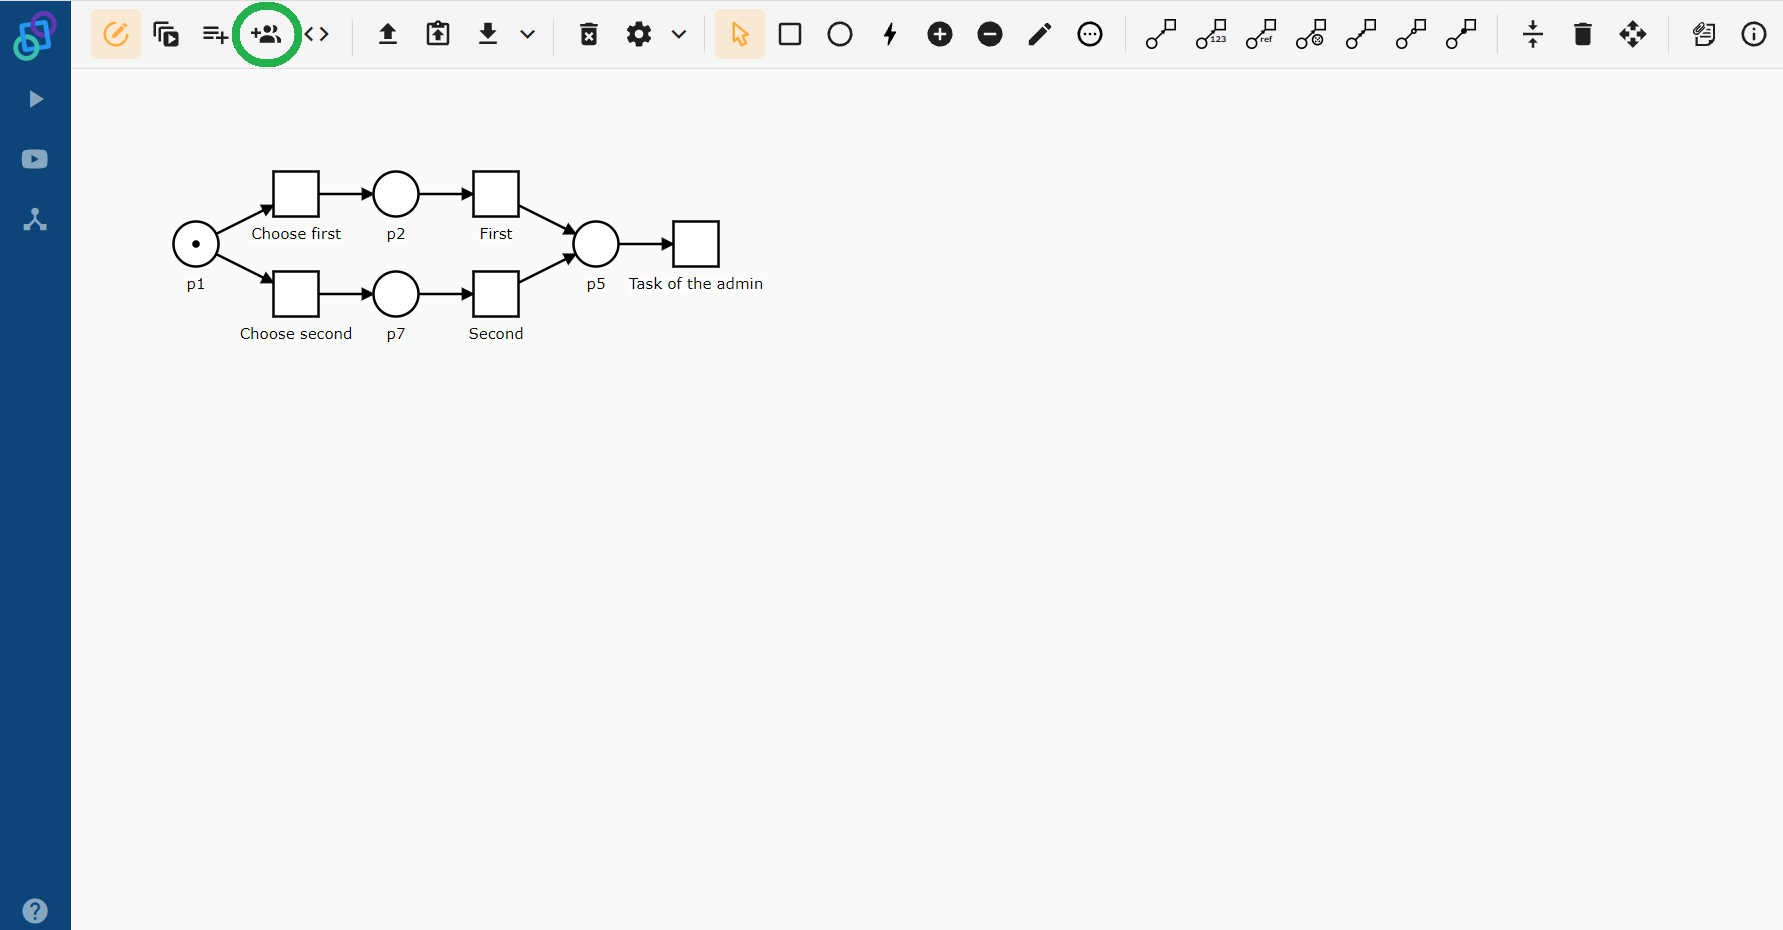 123
ref
Choose first
p2
First
p1
p5
Task of the admin
Choose second
p7
Second
?